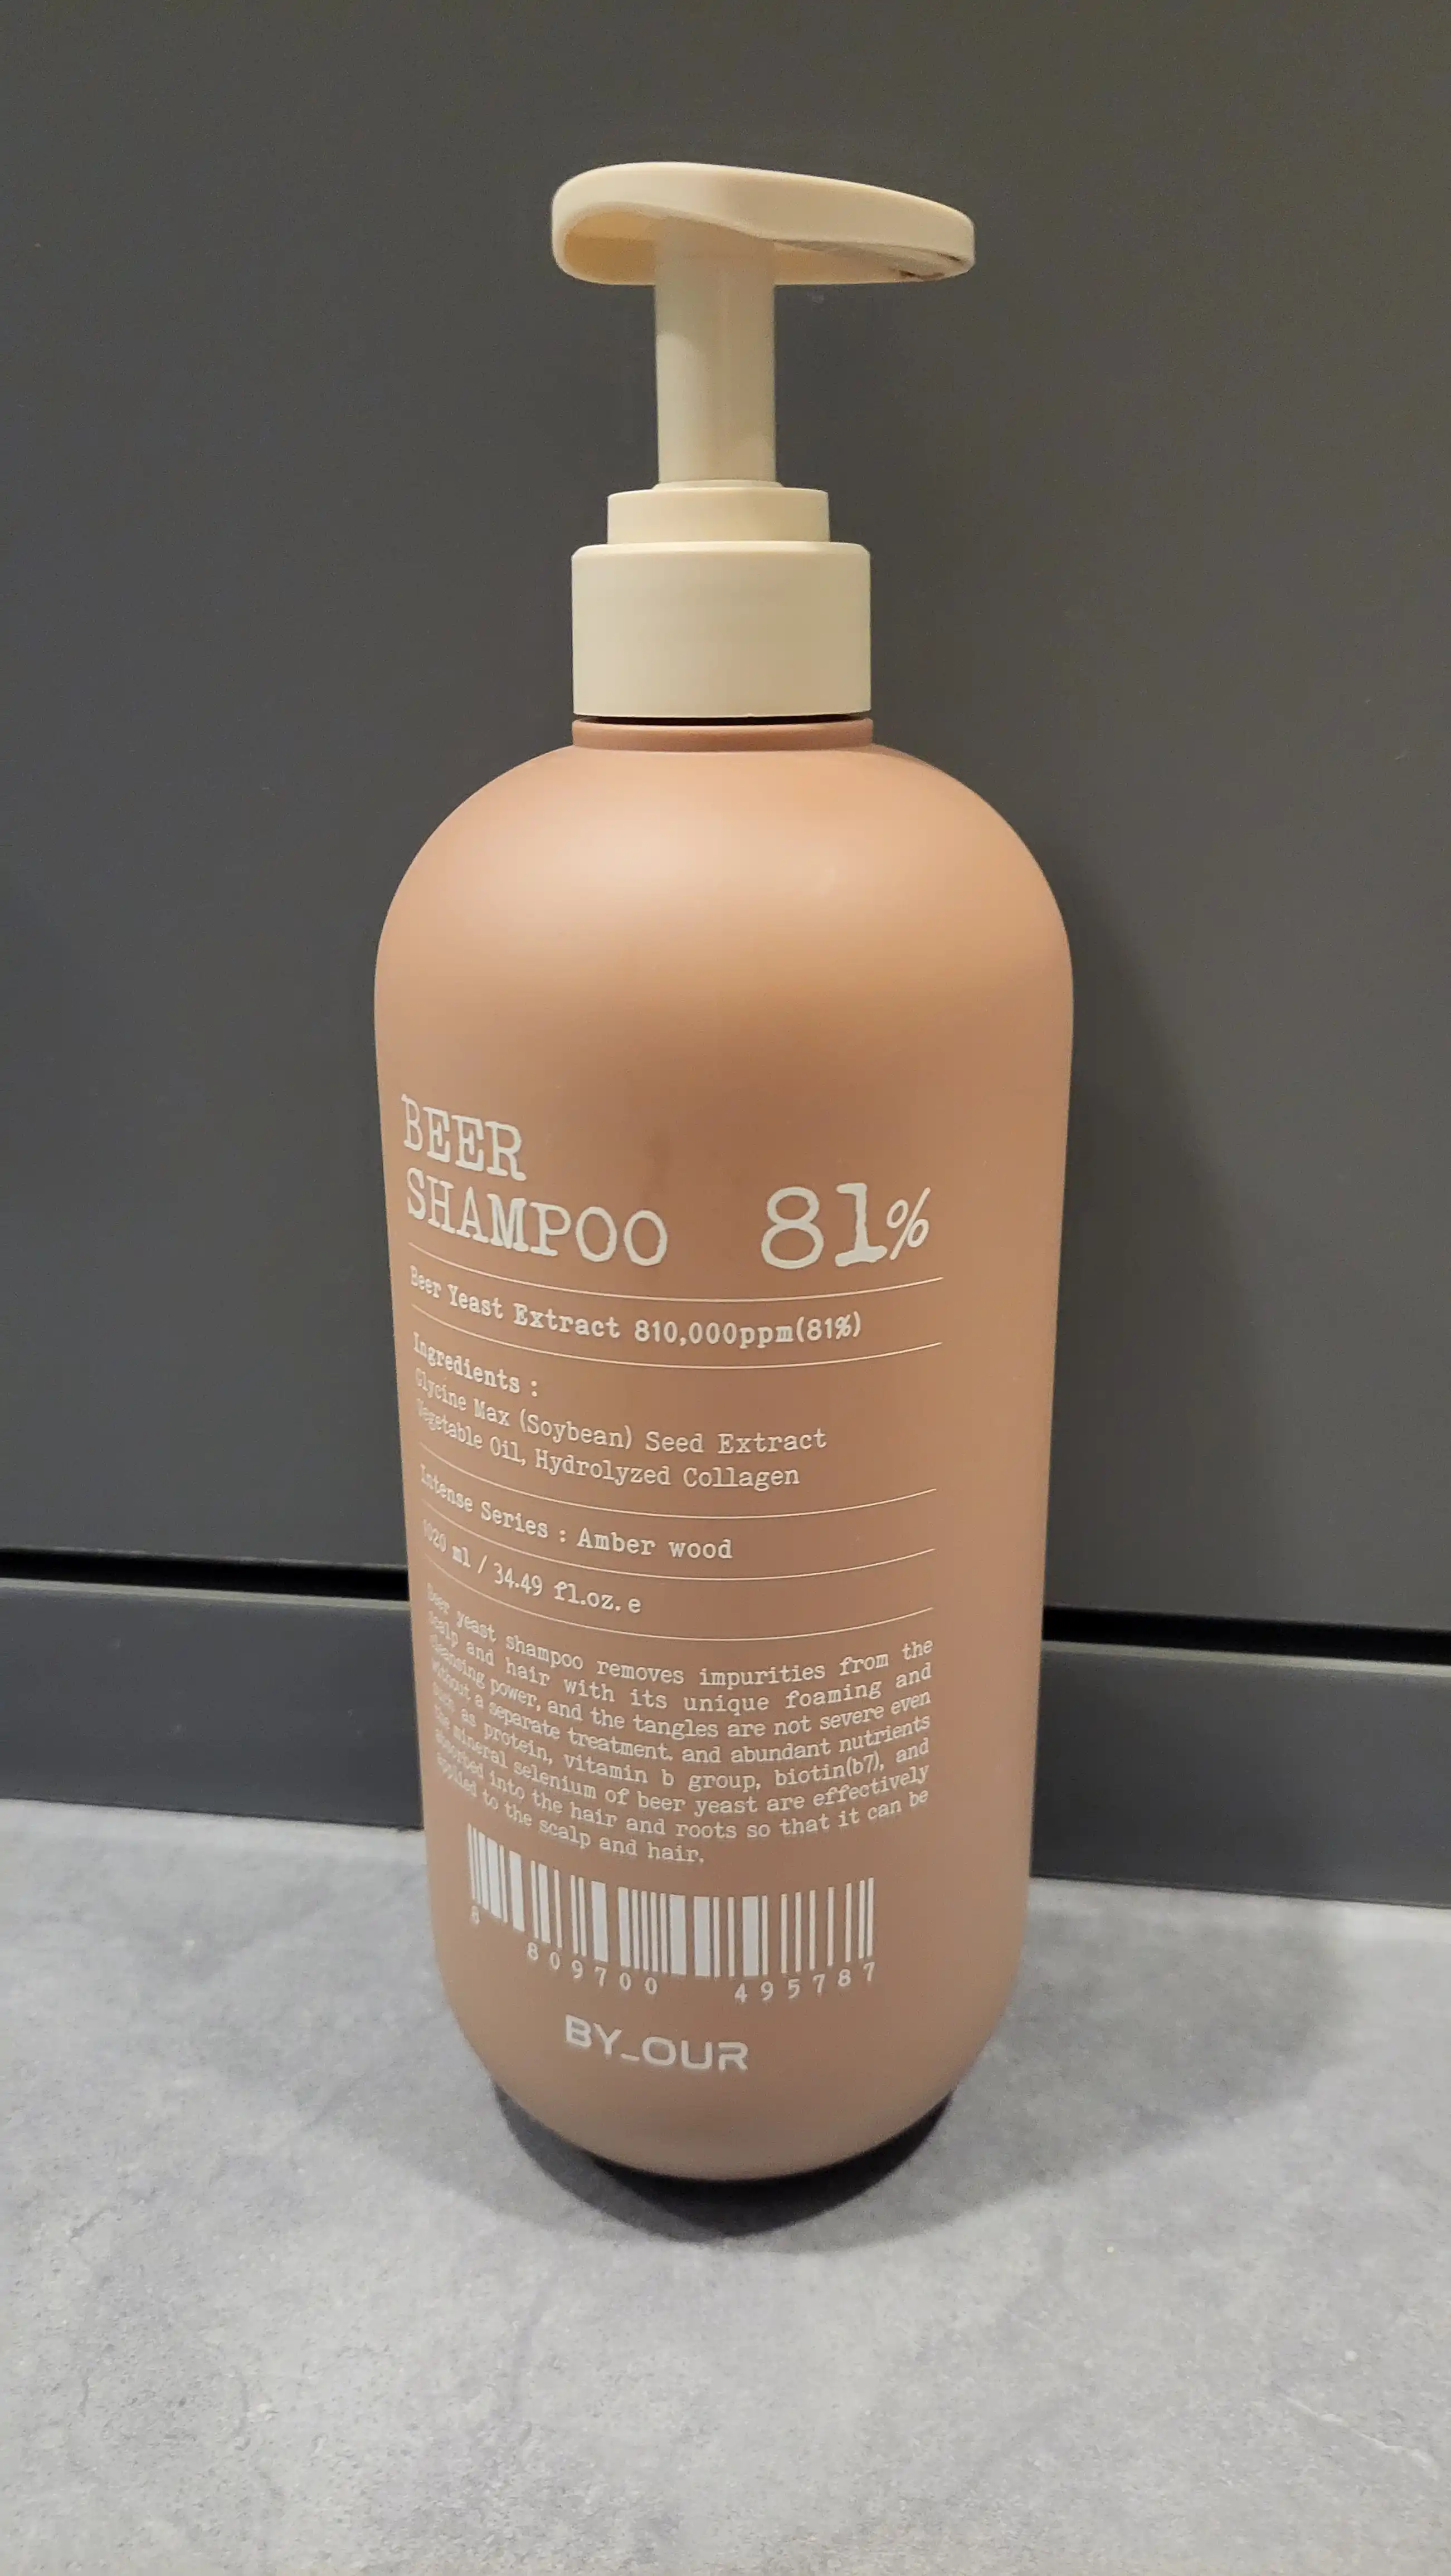 BEER
SHAMPOO 81%
Beer Yeast Extract 810,000ppm(81%)
Ingredients :
Glycine Max (Soybean) Seed Extract
Vegetable Oil, Hydrolyzed Collagen
Intense Series : Amber wood
1020 ml / 34.49 fl.oz. e
Beer yeast shampoo removes impurities from the
scalp and hair with its unique foaming and
cleansing power, and the tangles are not severe even
without a separate treatment. and abundant nutrients
such as protein, vitamin b group, biotin(b7), and
the mineral selenium of beer yeast are effectively
absorbed into the hair and roots so that it can be
applied to the scalp and hair.
8 809700 495787
BY_OUR